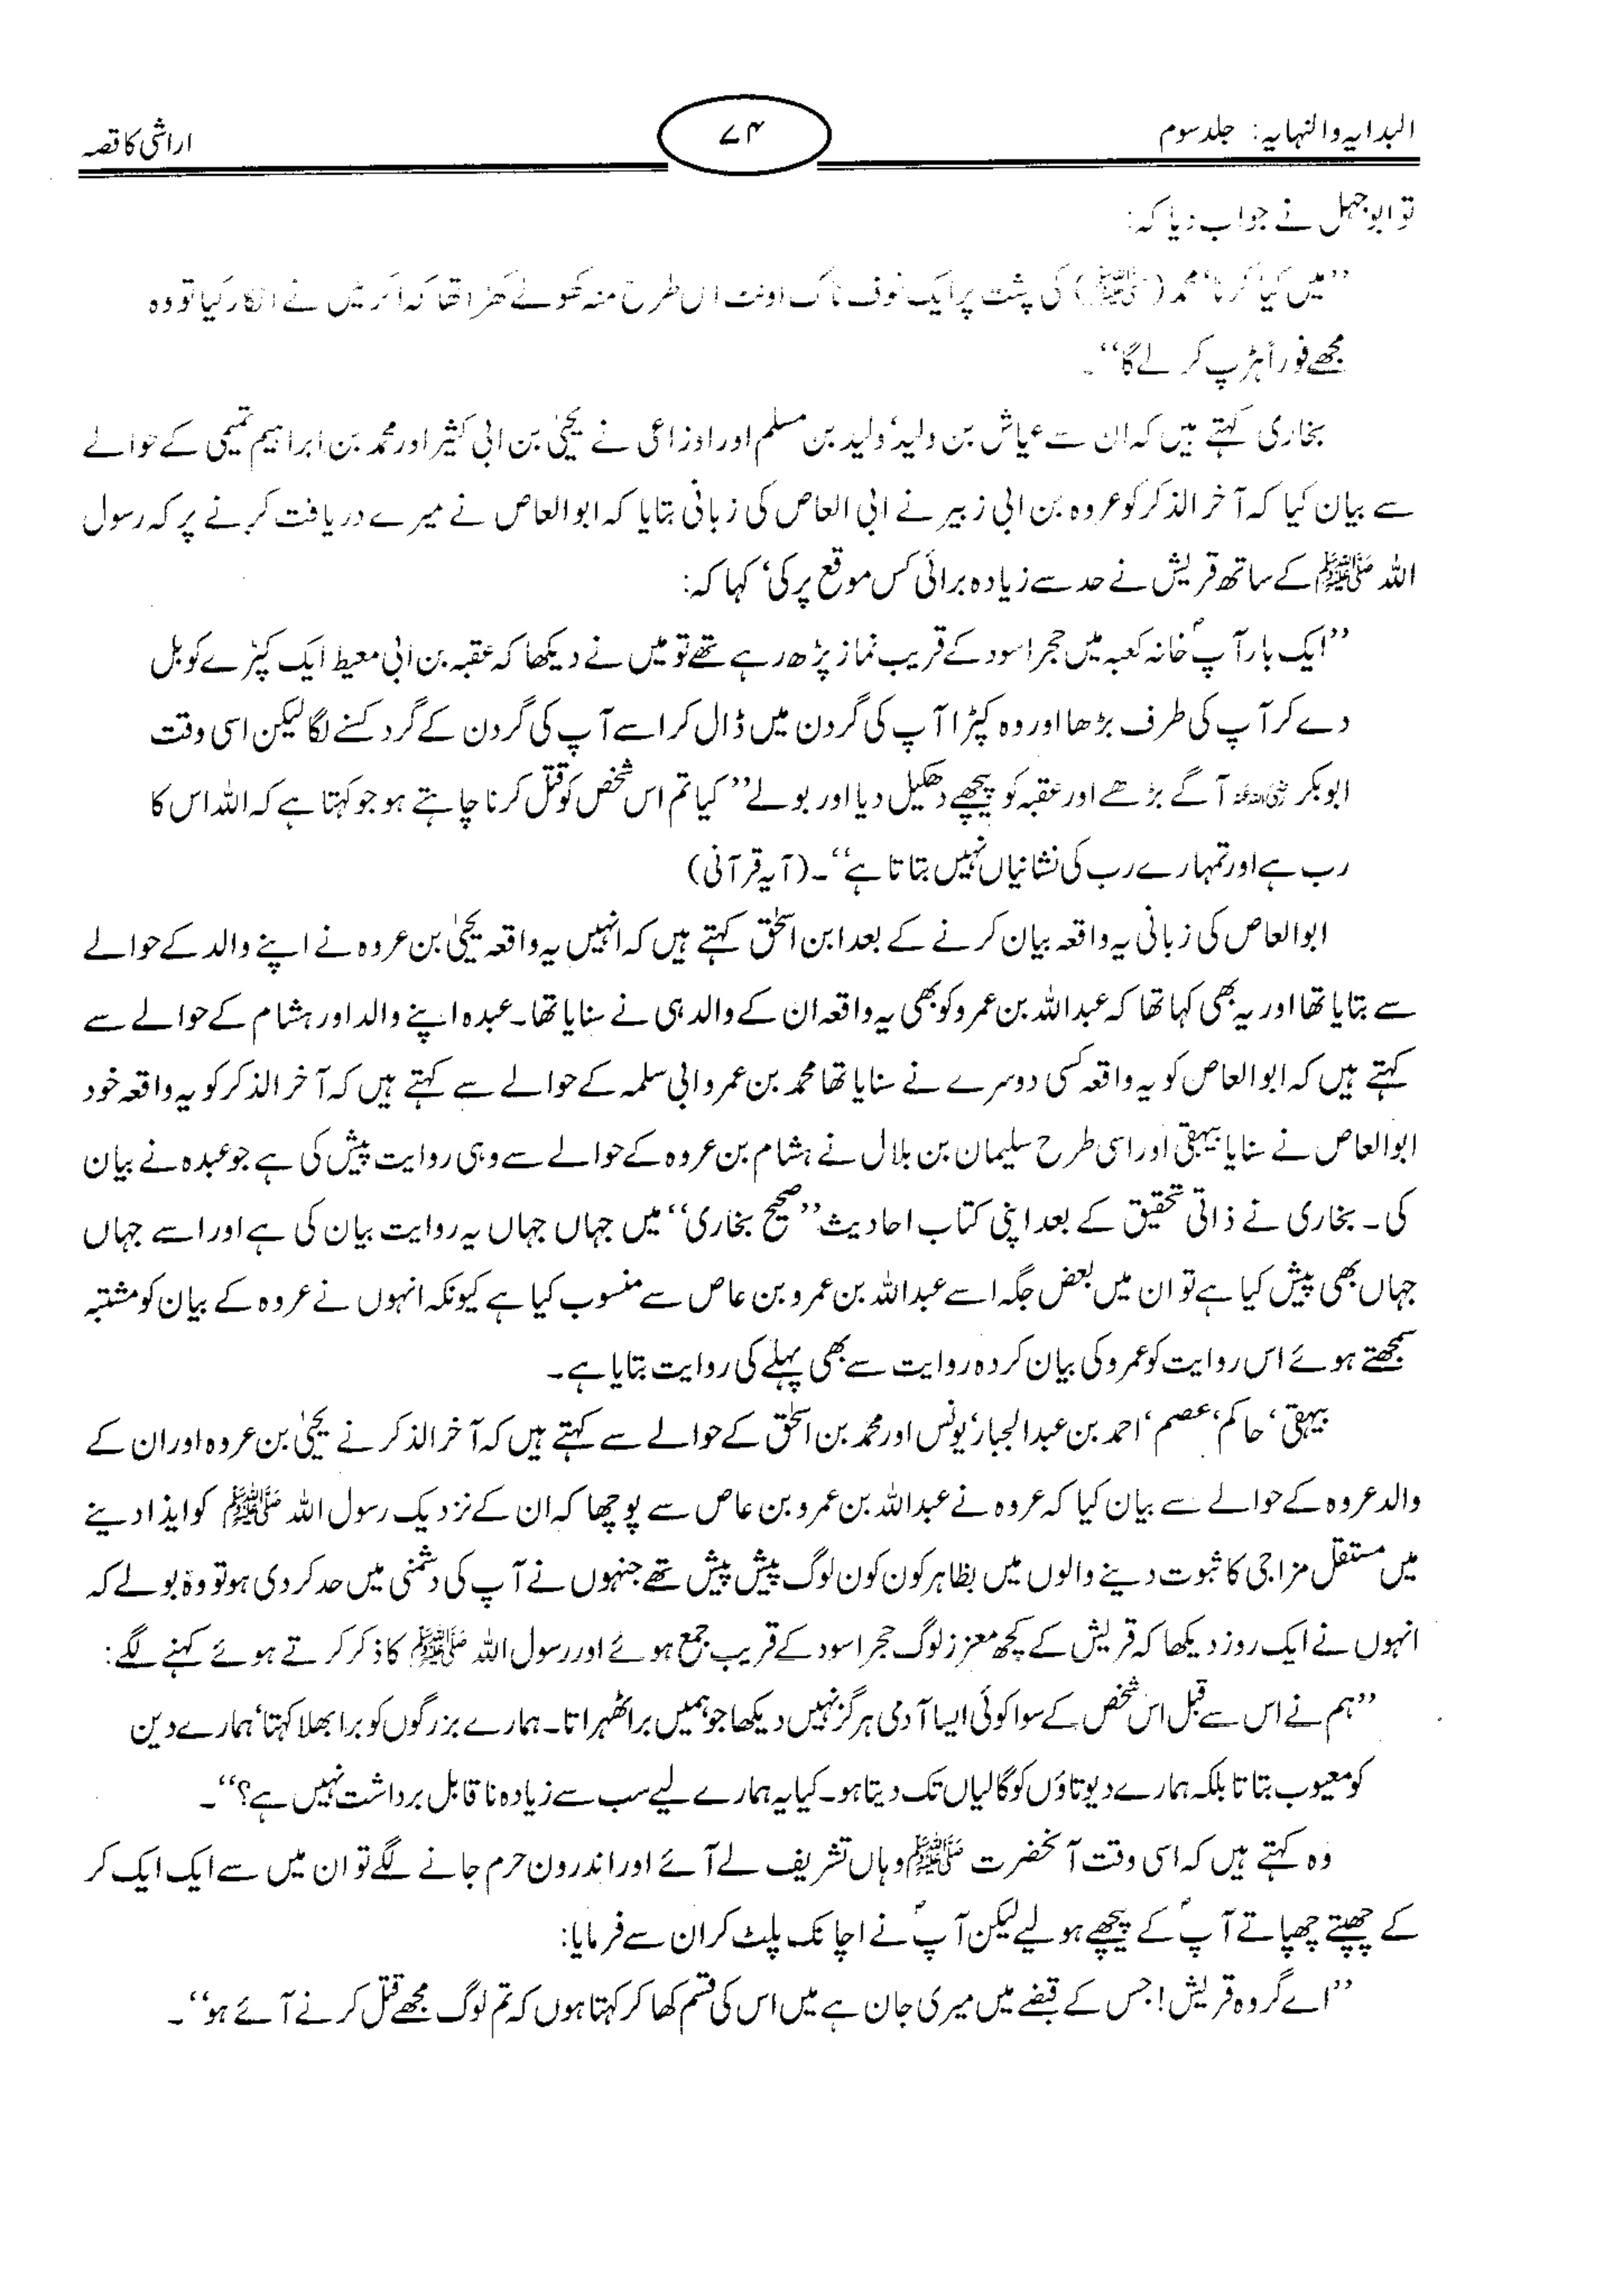 البدایہ والنہایہ: جلد سوم
۷۴
اراشی کا قصہ
تو ابوجہل نے جواب دیا کہ:
’’میں کیا کرتا‘ محمد (ﷺ) کی پشت پر ایک خوف ناک اونٹ اس طرح منہ کھولے کھڑا تھا کہ اگر میں نے انکار کیا تو وہ
مجھے فوراً ہڑپ کر لے گا‘‘۔
بخاری کہتے ہیں کہ ان سے عیاش بن ولید‘ ولید بن مسلم اور اوزاعی نے یحییٰ بن ابی کثیر اور محمد بن ابراہیم تمیمی کے حوالے
سے بیان کیا کہ آخر الذکر کو عروہ بن ابی زبیر نے ابی العاص کی زبانی بتایا کہ ابوالعاص نے میرے دریافت کرنے پر کہ رسول
اللہ ﷺ کے ساتھ قریش نے حد سے زیادہ برائی کس موقع پر کی‘ کہا کہ:
’’ایک بار آپؐ خانہ کعبہ میں حجر اسود کے قریب نماز پڑھ رہے تھے تو میں نے دیکھا کہ عقبہ بن ابی معیط ایک کپڑے کو بل
دے کر آپ کی طرف بڑھا اور وہ کپڑا آپ کی گردن میں ڈال کر اسے آپ کی گردن کے گرد کسنے لگا لیکن اسی وقت
ابوبکر رضی اللہ عنہ آگے بڑھے اور عقبہ کو پیچھے دھکیل دیا اور بولے ’’کیا تم اس شخص کو قتل کرنا چاہتے ہو جو کہتا ہے کہ اللہ اس کا
رب ہے اور تمہارے رب کی نشانیاں نہیں بتاتا ہے‘‘۔ (آیہ قرآنی)
ابوالعاص کی زبانی یہ واقعہ بیان کرنے کے بعد ابن اسحٰق کہتے ہیں کہ انہیں یہ واقعہ یحییٰ بن عروہ نے اپنے والد کے حوالے
سے بتایا تھا اور یہ بھی کہا تھا کہ عبداللہ بن عمرو کو بھی یہ واقعہ ان کے والد ہی نے سنایا تھا۔ عبدہ اپنے والد اور ہشام کے حوالے سے
کہتے ہیں کہ ابوالعاص کو یہ واقعہ کسی دوسرے نے سنایا تھا محمد بن عمرو ابی سلمہ کے حوالے سے کہتے ہیں کہ آخر الذکر کو یہ واقعہ خود
ابوالعاص نے سنایا بیہقی اور اسی طرح سلیمان بن بلال نے ہشام بن عروہ کے حوالے سے وہی روایت پیش کی ہے جو عبدہ نے بیان
کی۔ بخاری نے ذاتی تحقیق کے بعد اپنی کتاب احادیث ’’صحیح بخاری‘‘ میں جہاں جہاں یہ روایت بیان کی ہے اور اسے جہاں
جہاں بھی پیش کیا ہے تو ان میں بعض جگہ اسے عبداللہ بن عمرو بن عاص سے منسوب کیا ہے کیونکہ انہوں نے عروہ کے بیان کو مشتبہ
سمجھتے ہوئے اس روایت کو عمرو کی بیان کردہ روایت سے بھی پہلے کی روایت بتایا ہے۔
بیہقی‘ حاکم‘ عصم‘ احمد بن عبدالجبار‘ یونس اور محمد بن اسحٰق کے حوالے سے کہتے ہیں کہ آخر الذکر نے یحییٰ بن عروہ اور ان کے
والد عروہ کے حوالے سے بیان کیا کہ عروہ نے عبداللہ بن عمرو بن عاص سے پوچھا کہ ان کے نزدیک رسول اللہ ﷺ کو ایذا دینے
میں مستقل مزاجی کا ثبوت دینے والوں میں بظاہر کون کون لوگ پیش پیش تھے جنہوں نے آپ کی دشمنی میں حد کر دی ہو تو وہ بولے کہ
انہوں نے ایک روز دیکھا کہ قریش کے کچھ معزز لوگ حجر اسود کے قریب جمع ہوئے اور رسول اللہ ﷺ کا ذکر کرتے ہوئے کہنے لگے:
’’ہم نے اس سے قبل اس شخص کے سوا کوئی ایسا آدمی ہرگز نہیں دیکھا جو ہمیں برا ٹھہراتا۔ ہمارے بزرگوں کو برا بھلا کہتا‘ ہمارے دین
کو معیوب بتاتا بلکہ ہمارے دیوتاؤں کو گالیاں تک دیتا ہو۔ کیا یہ ہمارے لیے سب سے زیادہ ناقابل برداشت نہیں ہے؟‘‘۔
وہ کہتے ہیں کہ اسی وقت آنحضرت ﷺ وہاں تشریف لے آئے اور اندرون حرم جانے لگے تو ان میں سے ایک ایک کر
کے چھپتے چھپاتے آپؐ کے پیچھے ہو لیے لیکن آپؐ نے اچانک پلٹ کر ان سے فرمایا:
’’اے گروہ قریش! جس کے قبضے میں میری جان ہے میں اس کی قسم کھا کر کہتا ہوں کہ تم لوگ مجھے قتل کرنے آئے ہو‘‘۔